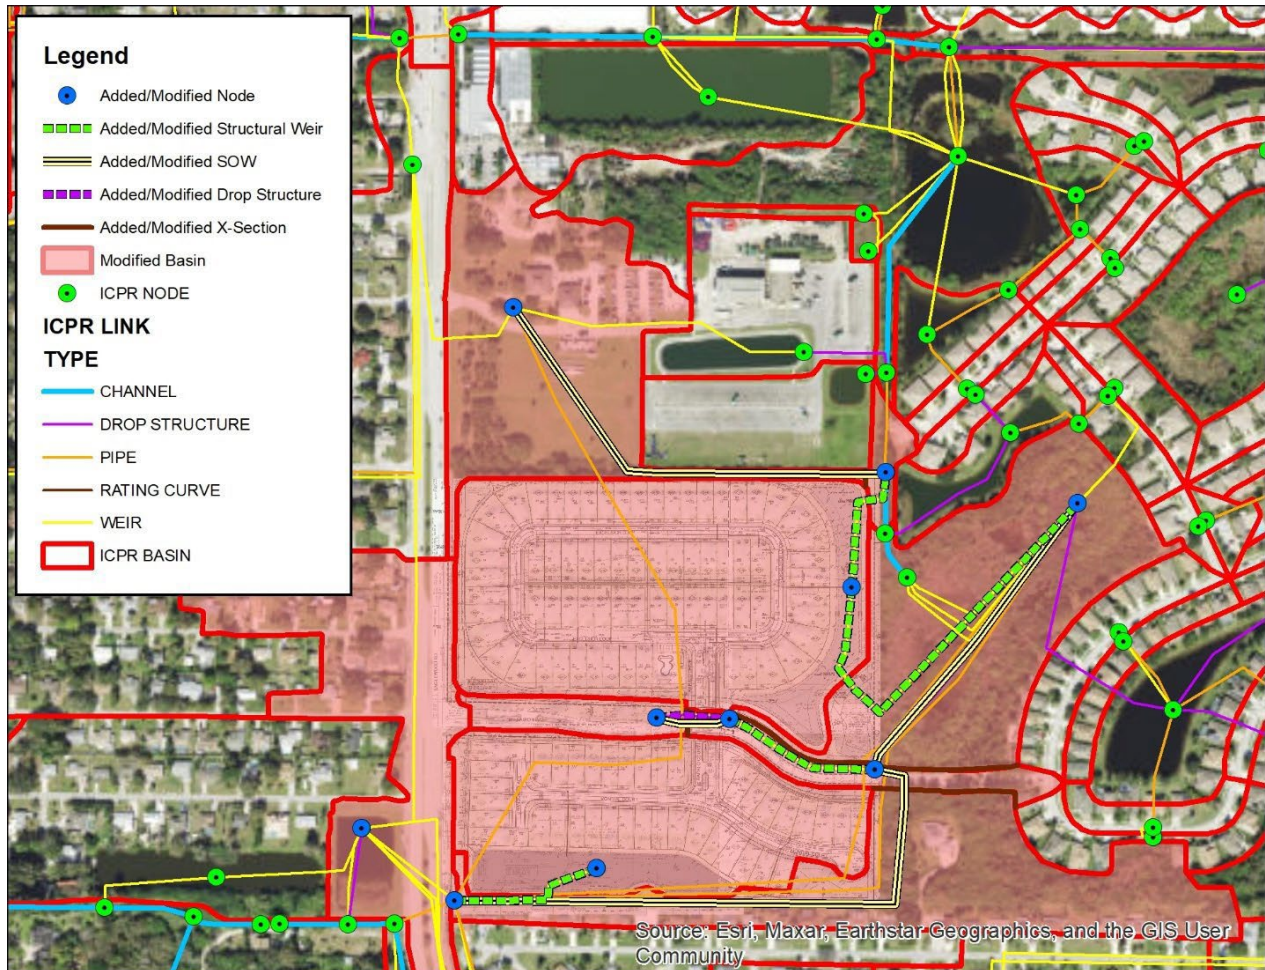 Legend
Added/Modified Node
Added/Modified Structural Weir
Added/Modified SOW
Added/Modified Drop Structure
Added/Modified X-Section
Modified Basin
ICPR NODE
ICPR LINK
TYPE
CHANNEL
DROP STRUCTURE
PIPE
RATING CURVE
WEIR
ICPR BASIN
Source: Esri, Maxar, Earthstar Geographics, and the GIS User
Community